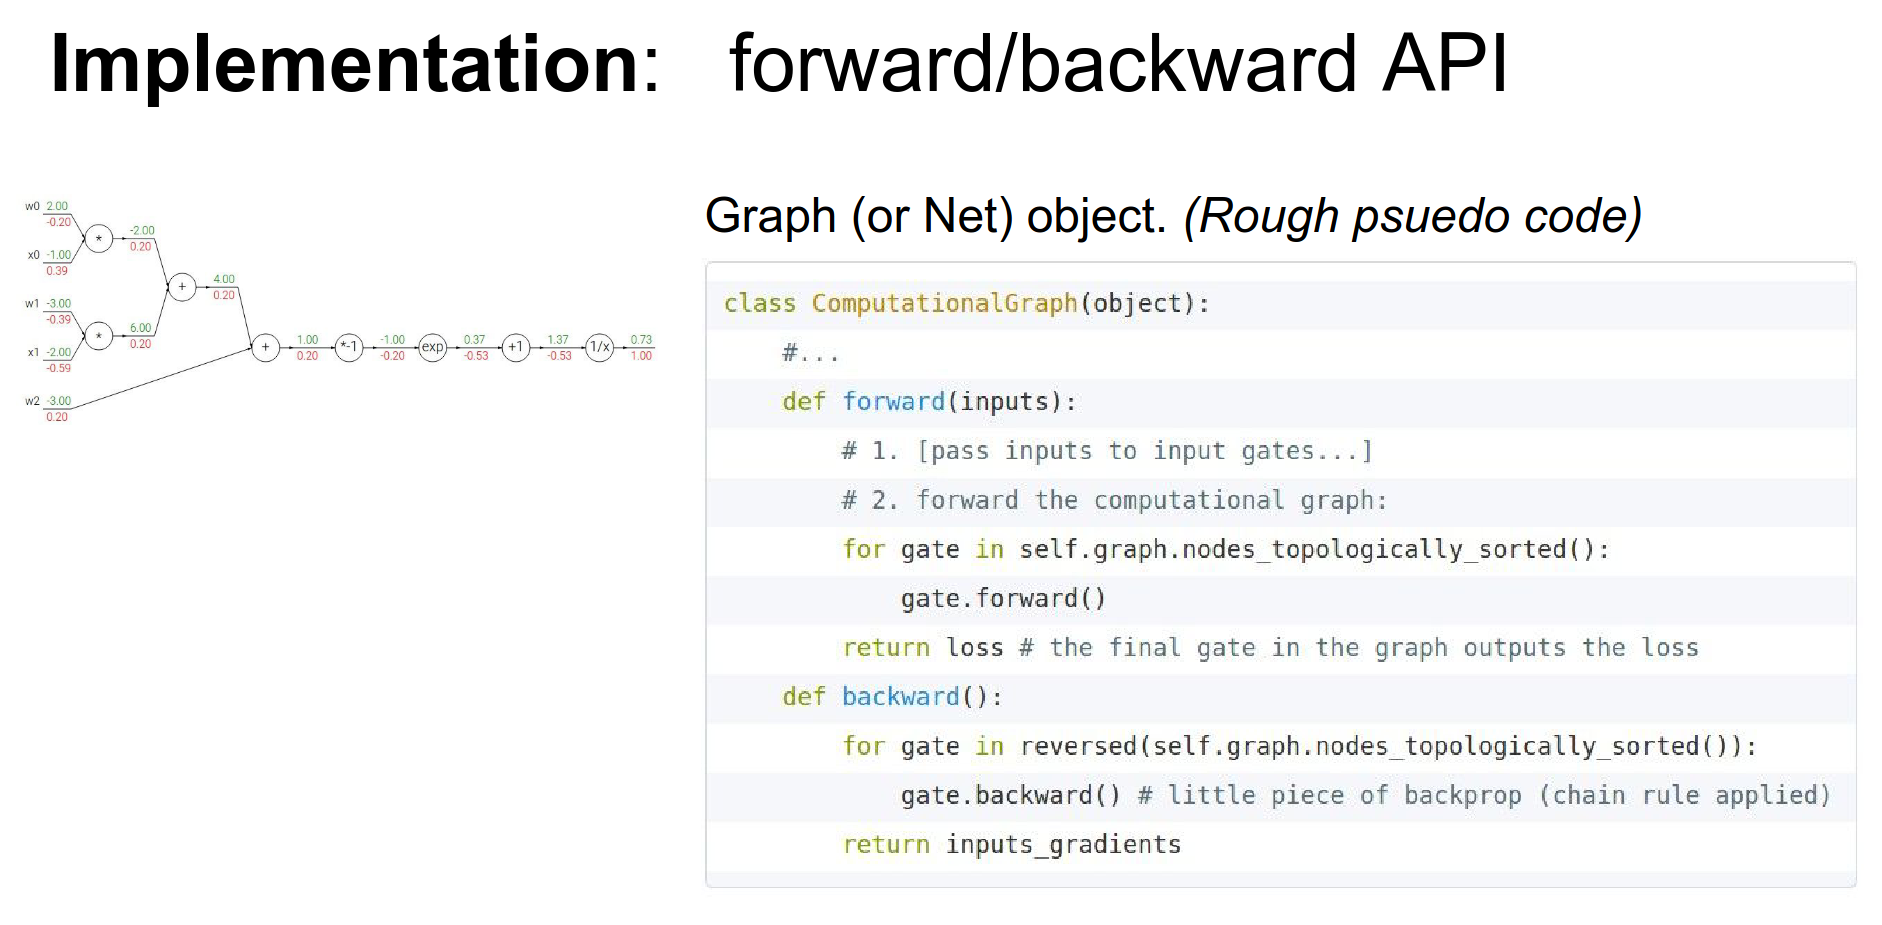 Implementation: forward/backward API
w0 2.00
-0.20
x0 -1.00
0.39
w1 -3.00
-0.39
x1 -2.00
-0.59
w2 -3.00
0.20
*
-2.00
0.20
*
6.00
0.20
+
4.00
0.20
+
1.00
0.20
*-1
-1.00
-0.20
exp
0.37
-0.53
+1
1.37
-0.53
1/x
0.73
1.00
Graph (or Net) object. (Rough psuedo code)
class ComputationalGraph(object):
    #...
    def forward(inputs):
        # 1. [pass inputs to input gates...]
        # 2. forward the computational graph:
        for gate in self.graph.nodes_topologically_sorted():
            gate.forward()
        return loss # the final gate in the graph outputs the loss
    def backward():
        for gate in reversed(self.graph.nodes_topologically_sorted()):
            gate.backward() # little piece of backprop (chain rule applied)
        return inputs_gradients